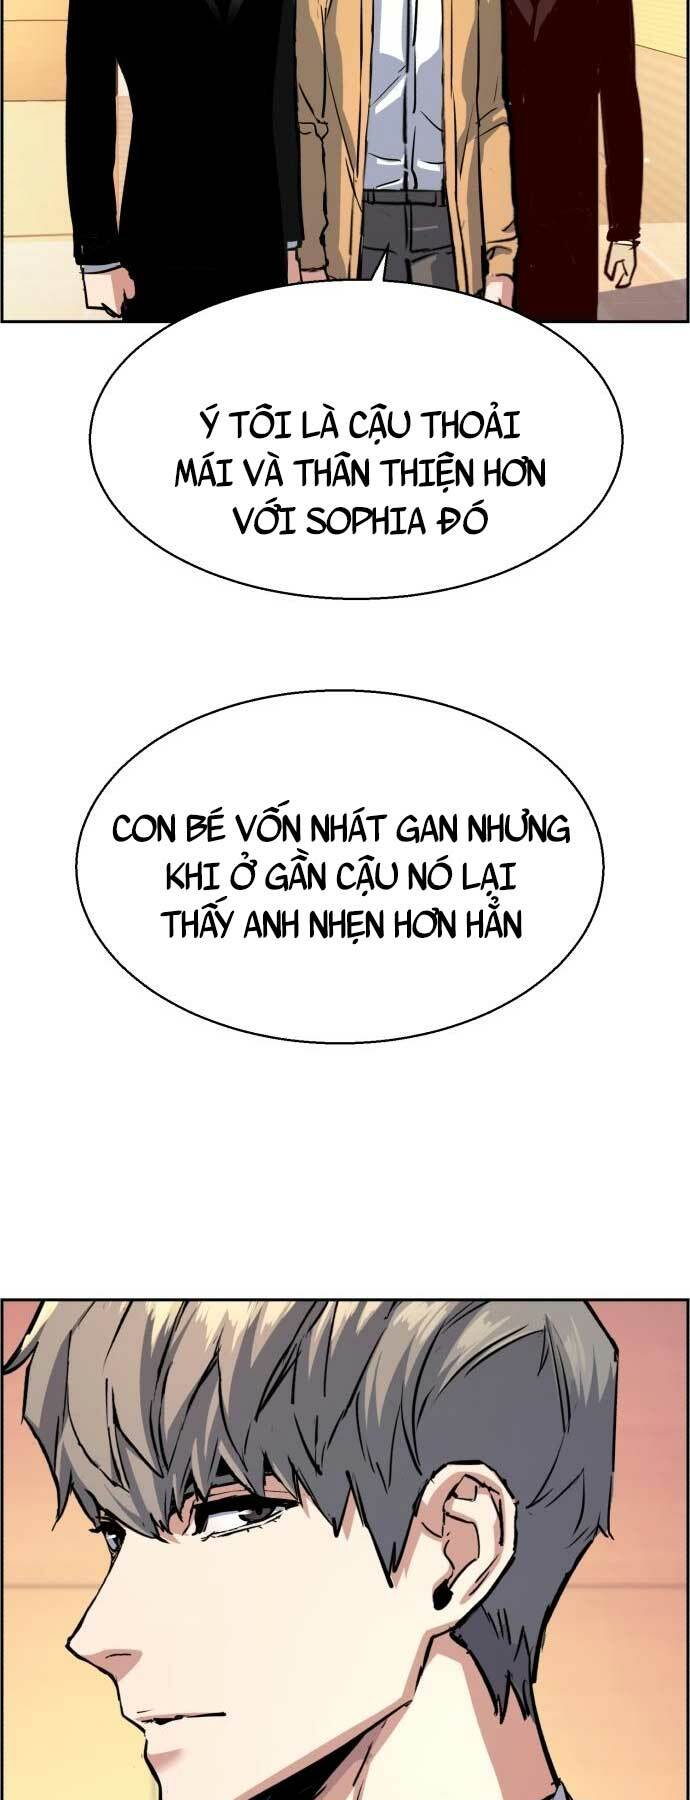 Ý TÔI LÀ CẬU THOẢI
MÁI VÀ THÂN THIỆN HƠN
VỚI SOPHIA ĐÓ
CON BÉ VỐN NHÁT GAN NHƯNG
KHI Ở GẦN CẬU NÓ LẠI
THẤY ANH NHẸN HƠN HẲN